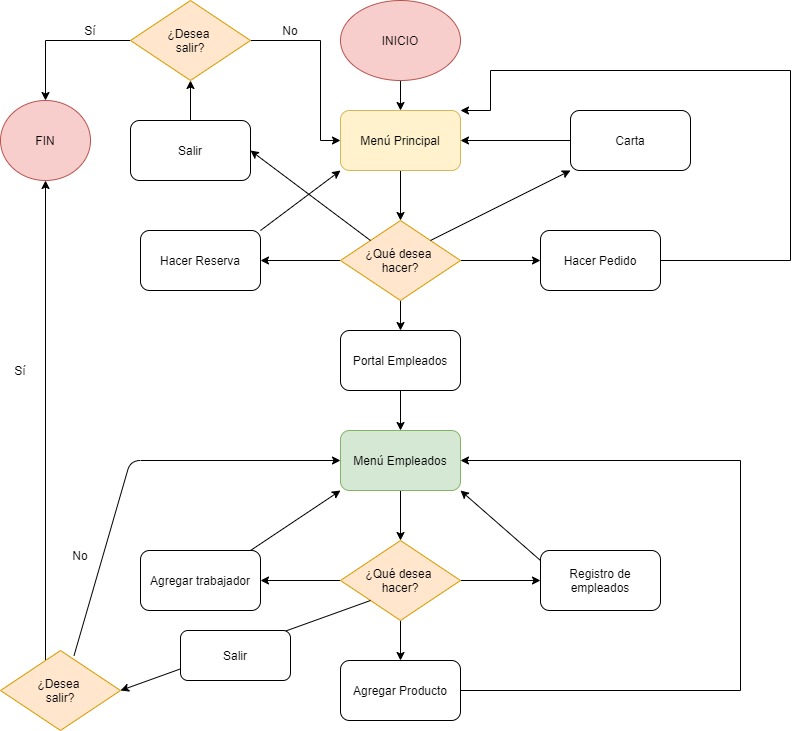 Sí
¿Desea
salir?
No
INICIO
FIN
Salir
Menú Principal
Carta
Hacer Reserva
¿Qué desea
hacer?
Hacer Pedido
Portal Empleados
Sí
Menú Empleados
No
Agregar trabajador
¿Qué desea
hacer?
Registro de
empleados
Salir
¿Desea
salir?
Agregar Producto